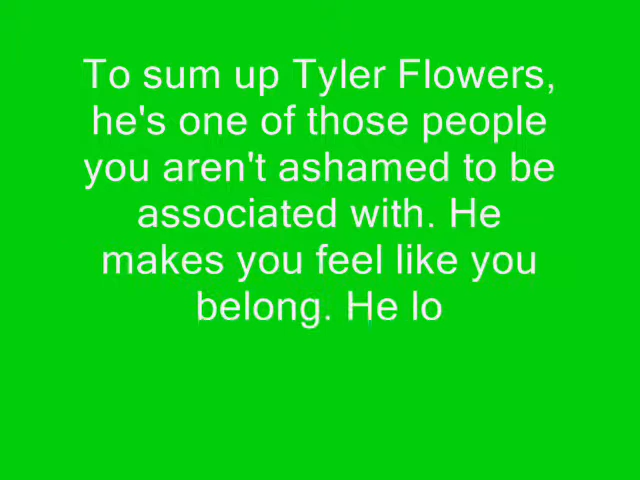 To sum up Tyler Flowers,
he's one of those people
you aren't ashamed to be
associated with. He
makes you feel like you
belong. He lo